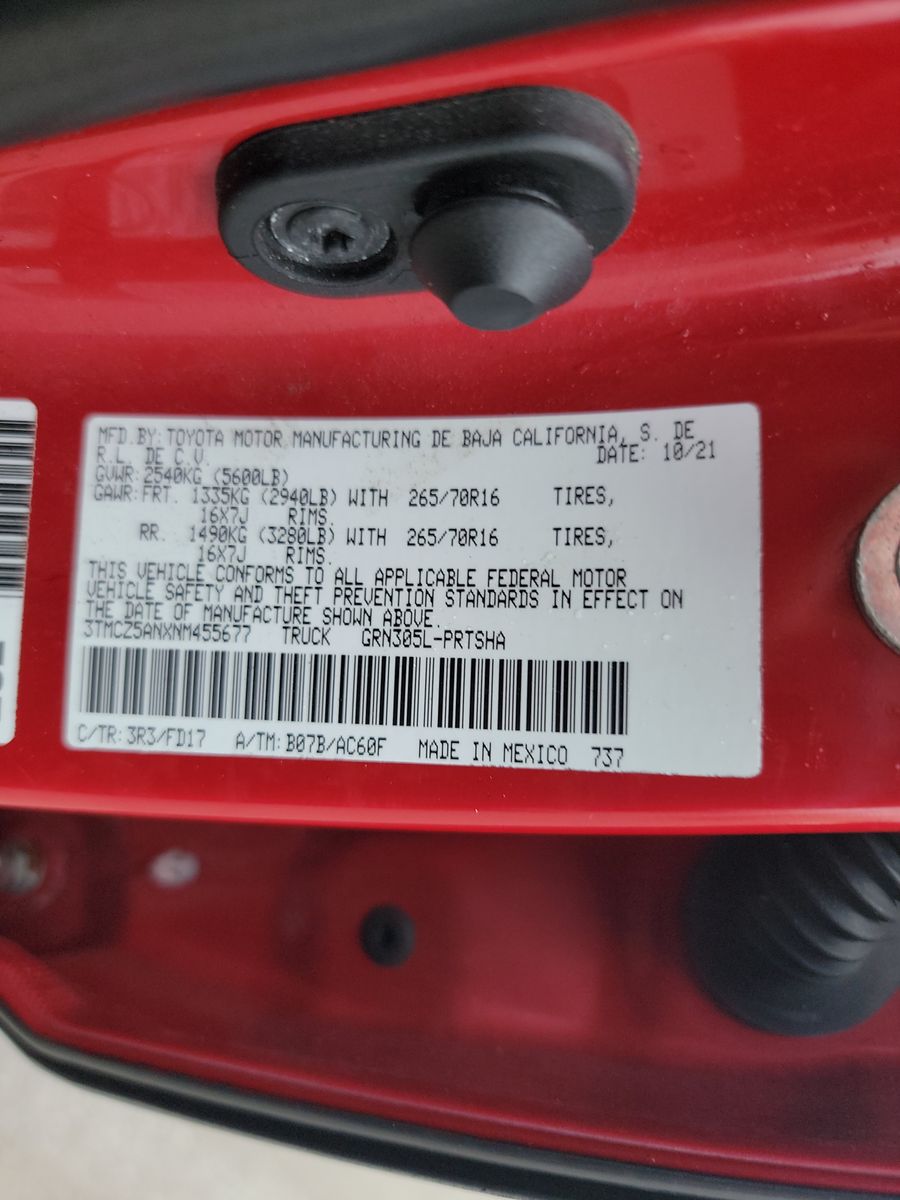 MFD.BY:TOYOTA MOTOR MANUFACTURING DE BAJA CALIFORNIA, S. DE
R.L. DE C.V. DATE: 10/21
GVWR:2540KG (5600LB)
GAWR:FRT. 1335KG (2940LB) WITH 265/70R16 TIRES,
16X7J RIMS.
RR. 1490KG (3280LB) WITH 265/70R16 TIRES,
16X7J RIMS.
THIS VEHICLE CONFORMS TO ALL APPLICABLE FEDERAL MOTOR
VEHICLE SAFETY AND THEFT PREVENTION STANDARDS IN EFFECT ON
THE DATE OF MANUFACTURE SHOWN ABOVE.
3TMCZ5ANXNM455677 TRUCK GRN305L-PRTSHA
C/TR:3R3/FD17 A/TM:B07B/AC60F MADE IN MEXICO 737